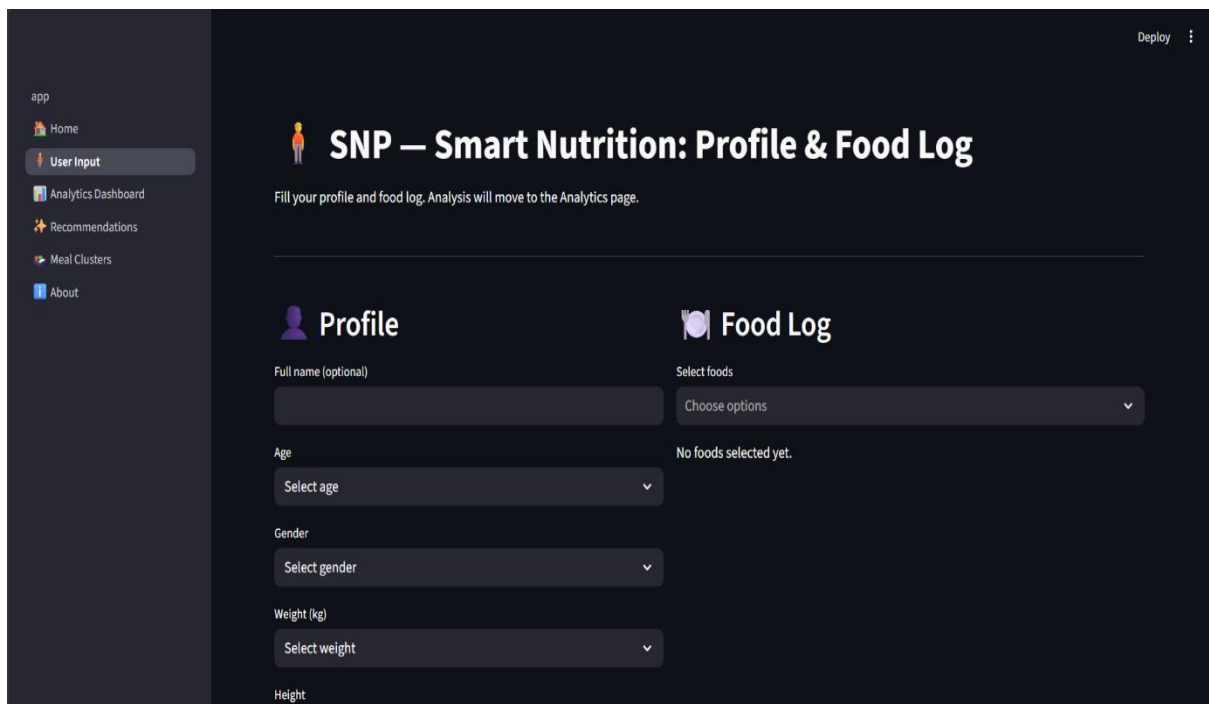 Deploy
app
Home
User Input
Analytics Dashboard
Recommendations
Meal Clusters
About
SNP — Smart Nutrition: Profile & Food Log
Fill your profile and food log. Analysis will move to the Analytics page.
Profile
Full name (optional)
Age
Select age
Gender
Select gender
Weight (kg)
Select weight
Height
Food Log
Select foods
Choose options
No foods selected yet.